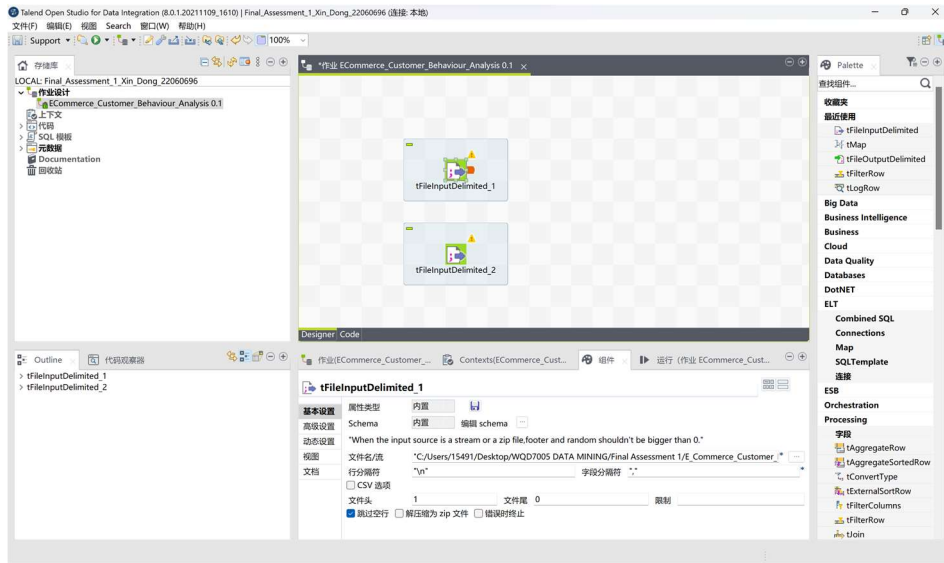 Talend Open Studio for Data Integration (8.0.1.20211109_1610) | Final_Assessment_1_Xin_Dong_22060696 (连接: 本地)
文件(F) 编辑(E) 视图 Search 窗口(W) 帮助(H)
Support 100%
存储库
LOCAL: Final_Assessment_1_Xin_Dong_22060696
作业设计
ECommerce_Customer_Behaviour_Analysis 0.1
上下文
代码
SQL 模板
元数据
Documentation
回收站
*作业 ECommerce_Customer_Behaviour_Analysis 0.1
tFileInputDelimited_1
tFileInputDelimited_2
Designer Code
Palette
查找组件...
收藏夹
最近使用
tFileInputDelimited
tMap
tFileOutputDelimited
tFilterRow
tLogRow
Big Data
Business Intelligence
Business
Cloud
Data Quality
Databases
DotNET
ELT
Combined SQL
Connections
Map
SQLTemplate
连接
ESB
Orchestration
Processing
字段
tAggregateRow
tAggregateSortedRow
tConvertType
tExternalSortRow
tFilterColumns
tFilterRow
tJoin
Outline 代码观察器
tFileInputDelimited_1
tFileInputDelimited_2
作业(ECommerce_Customer_... Contexts(ECommerce_Cust... 组件 运行 (作业 ECommerce_Cust...
tFileInputDelimited_1
基本设置
高级设置
动态设置
视图
文档
属性类型 内置
Schema 内置 编辑 schema ...
"When the input source is a stream or a zip file,footer and random shouldn't be bigger than 0."
文件名/流 "C:/Users/15491/Desktop/WQD7005 DATA MINING/Final Assessment 1/E_Commerce_Customer_ * ...
行分隔符 "\n" 字段分隔符 "," *
CSV 选项
文件头 1 文件尾 0 限制
跳过空行 解压缩为 zip 文件 错误时终止